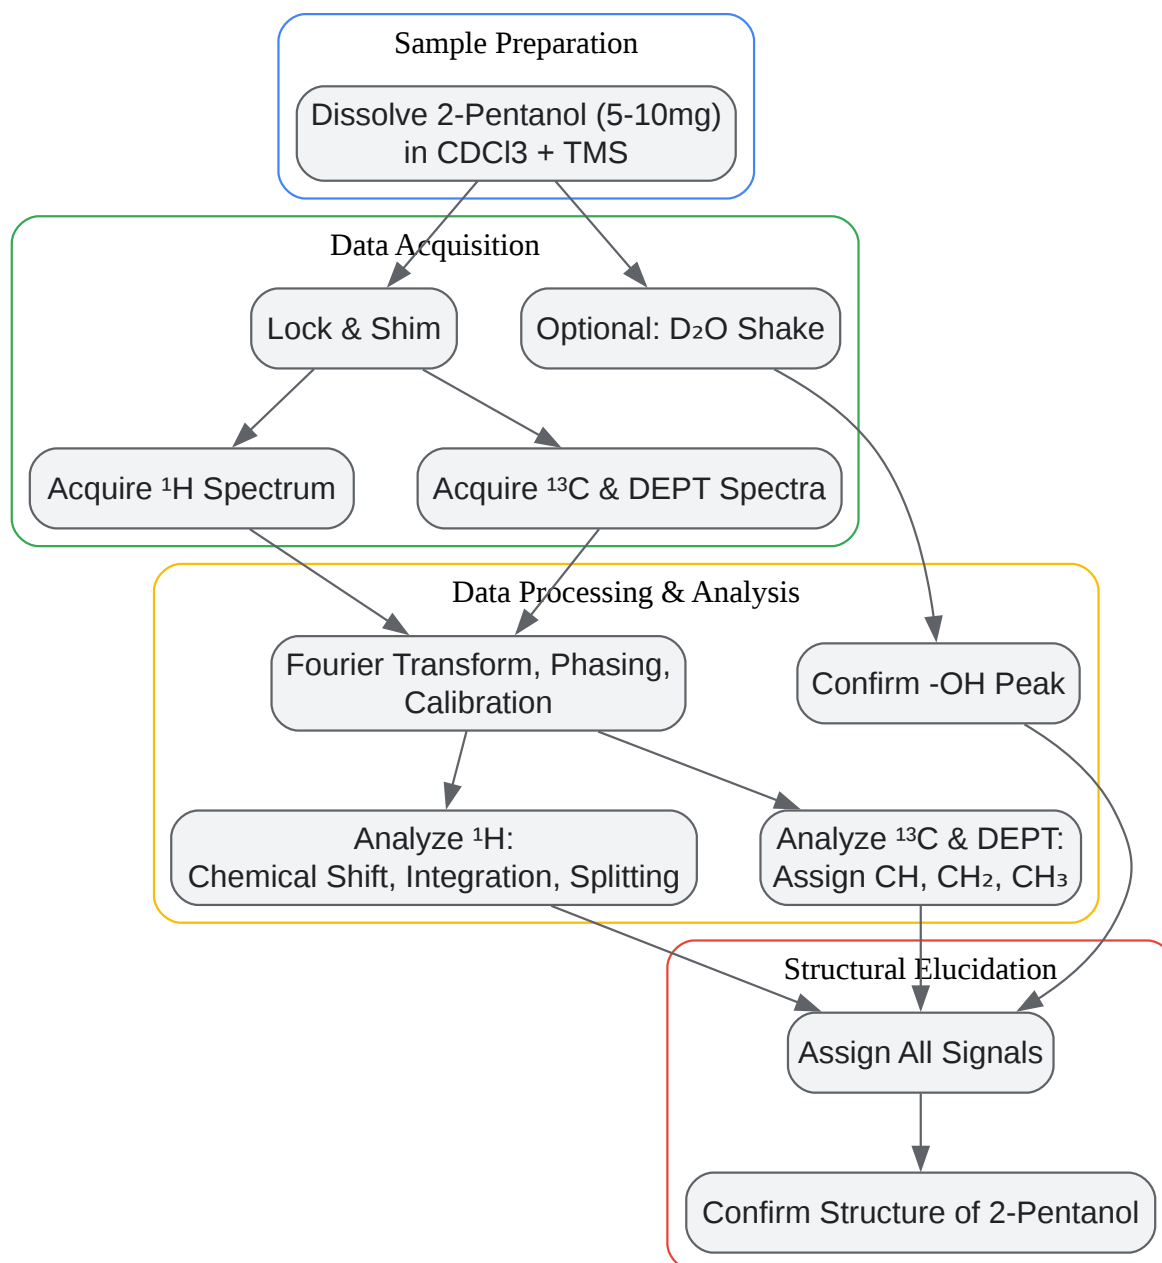 Sample Preparation
Dissolve 2-Pentanol (5-10mg)
in CDCl3 + TMS
Data Acquisition
Lock & Shim
Optional: D₂O Shake
Acquire ¹H Spectrum
Acquire ¹³C & DEPT Spectra
Data Processing & Analysis
Fourier Transform, Phasing,
Calibration
Confirm -OH Peak
Analyze ¹H:
Chemical Shift, Integration, Splitting
Analyze ¹³C & DEPT:
Assign CH, CH₂, CH₃
Structural Elucidation
Assign All Signals
Confirm Structure of 2-Pentanol